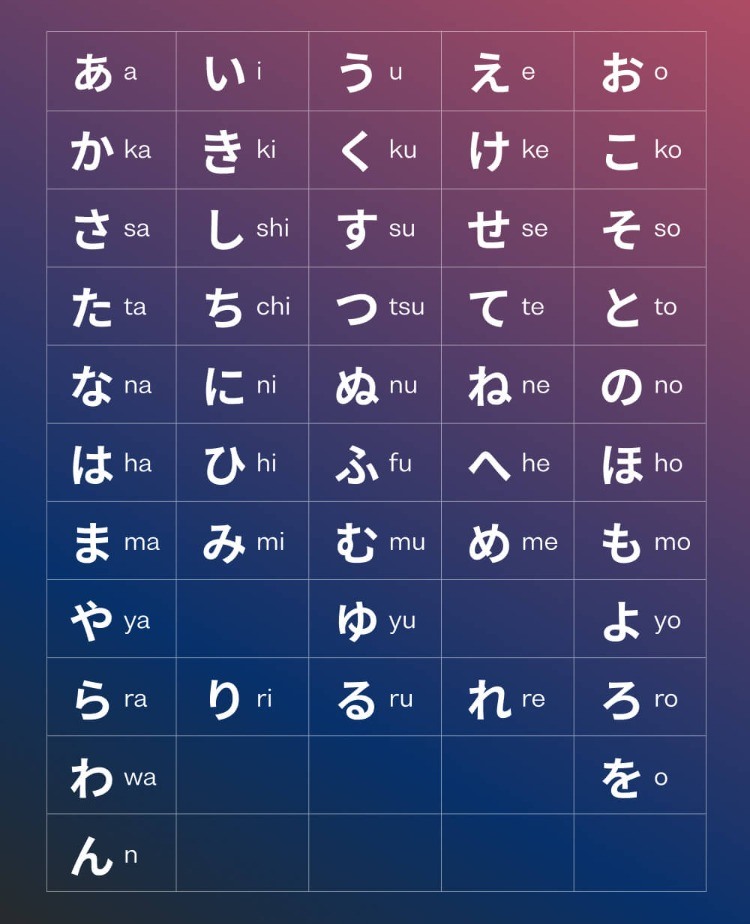 あ a い i う u え e お o
か ka き ki く ku け ke こ ko
さ sa し shi す su せ se そ so
た ta ち chi つ tsu て te と to
な na に ni ぬ nu ね ne の no
は ha ひ hi ふ fu へ he ほ ho
ま ma み mi む mu め me も mo
や ya ゆ yu よ yo
ら ra り ri る ru れ re ろ ro
わ wa を o
ん n